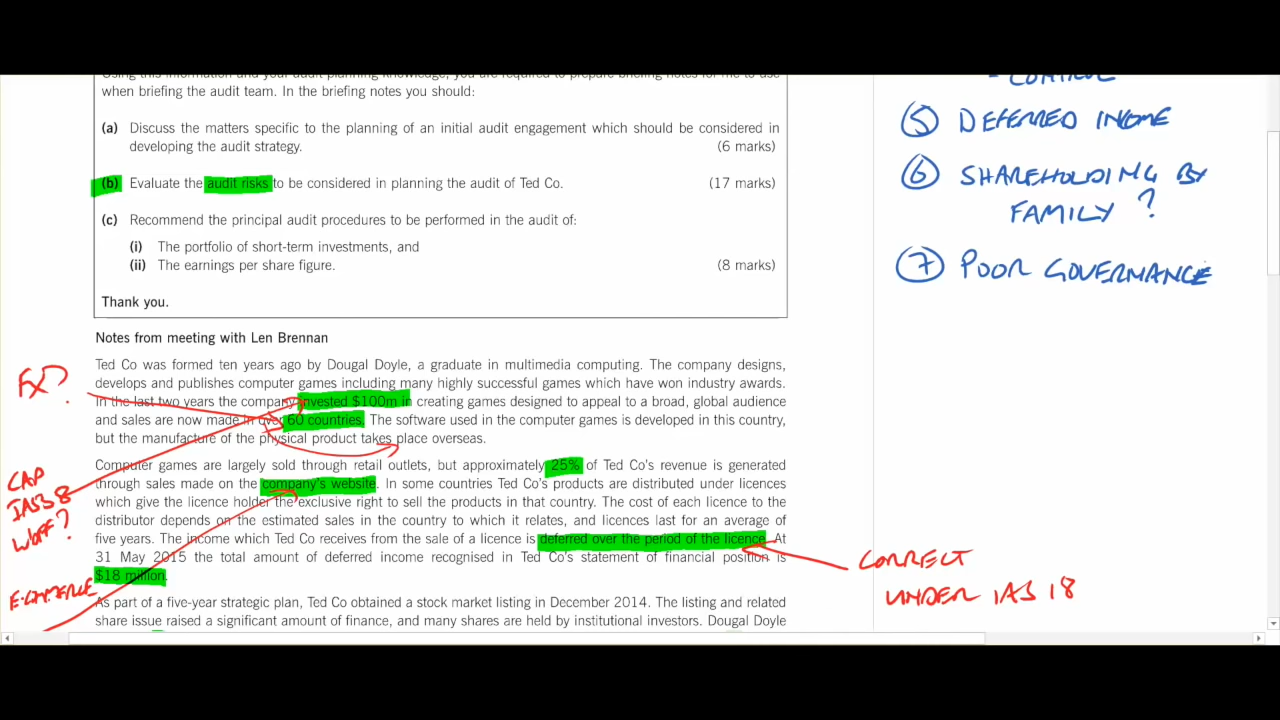 Using this information and your audit planning knowledge, you are required to prepare briefing notes for me to use
when briefing the audit team. In the briefing notes you should:
(a) Discuss the matters specific to the planning of an initial audit engagement which should be considered in
developing the audit strategy. (6 marks)
(b) Evaluate the audit risks to be considered in planning the audit of Ted Co. (17 marks)
(c) Recommend the principal audit procedures to be performed in the audit of:
(i) The portfolio of short-term investments, and
(ii) The earnings per share figure. (8 marks)
Thank you.
Notes from meeting with Len Brennan
Ted Co was formed ten years ago by Dougal Doyle, a graduate in multimedia computing. The company designs,
develops and publishes computer games including many highly successful games which have won industry awards.
In the last two years the company invested $100m in creating games designed to appeal to a broad, global audience
and sales are now made in over 60 countries. The software used in the computer games is developed in this country,
but the manufacture of the physical product takes place overseas.
Computer games are largely sold through retail outlets, but approximately 25% of Ted Co's revenue is generated
through sales made on the company's website. In some countries Ted Co's products are distributed under licences
which give the licence holder the exclusive right to sell the products in that country. The cost of each licence to the
distributor depends on the estimated sales in the country to which it relates, and licences last for an average of
five years. The income which Ted Co receives from the sale of a licence is deferred over the period of the licence. At
31 May 2015 the total amount of deferred income recognised in Ted Co's statement of financial position is
$18 million.
As part of a five-year strategic plan, Ted Co obtained a stock market listing in December 2014. The listing and related
share issue raised a significant amount of finance, and many shares are held by institutional investors. Dougal Doyle
FX?
CAP
IAS38
W/OFF?
E-COMMERCE
- CONTROL
⑤ DEFERRED INCOME
⑥ SHAREHOLDING BY
FAMILY ?
⑦ POOR GOVERNANCE
CORRECT
UNDER IAS 18